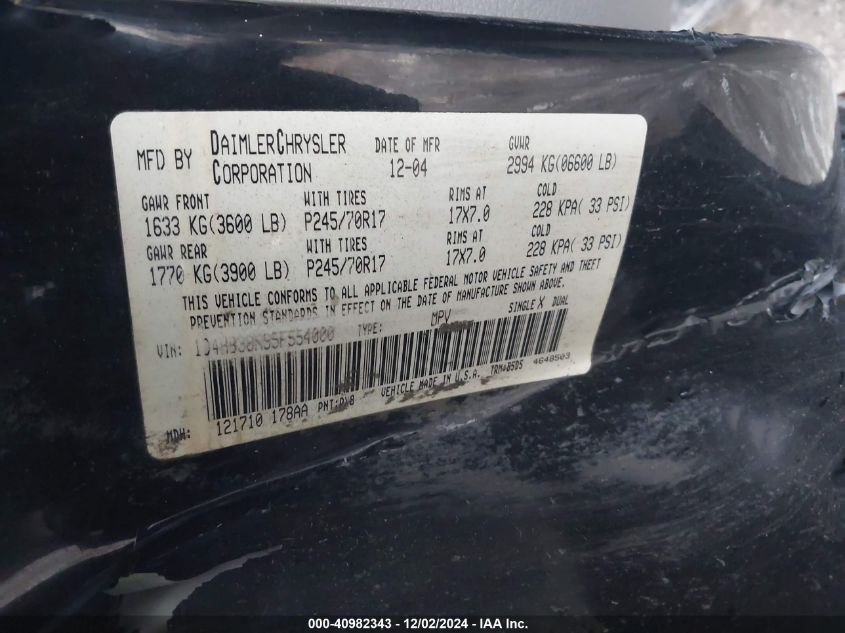 MFD BY DAIMLERCHRYSLER CORPORATION DATE OF MFR 12-04 GVWR 2994 KG(06600 LB)
GAWR FRONT WITH TIRES RIMS AT COLD
1633 KG(3600 LB) P245/70R17 17X7.0 228 KPA( 33 PSI)
GAWR REAR WITH TIRES RIMS AT COLD
1770 KG(3900 LB) P245/70R17 17X7.0 228 KPA( 33 PSI)
THIS VEHICLE CONFORMS TO ALL APPLICABLE FEDERAL MOTOR VEHICLE SAFETY AND THEFT
PREVENTION STANDARDS IN EFFECT ON THE DATE OF MANUFACTURE SHOWN ABOVE.
VIN: TYPE: MPV SINGLE X DUAL
VEHICLE MADE IN U.S.A. 4648503
MDH: 121710 178AA
000-40982343 - 12/02/2024 - IAA Inc.